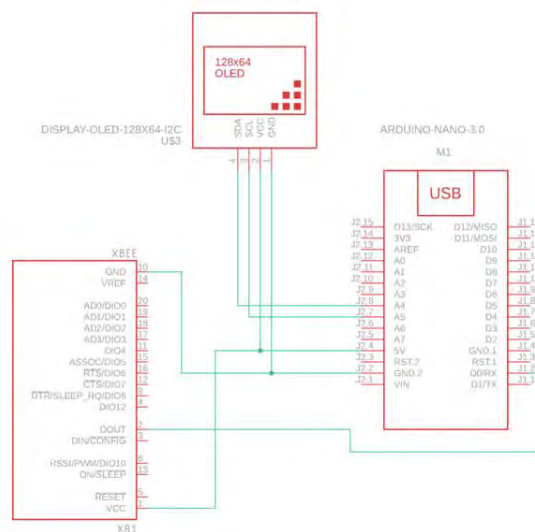 128x64
OLED
SDA
SCL
VCC
GND
4
3
2
1
DISPLAY-OLED-128X64-I2C
U$3
ARDUINO-NANO-3.0
M1
USB
J2.15 D13/SCK D12/MISO
J2.14 3V3 D11/MOSI
J2.13 AREF D10
J2.12 A0 D9
J2.11 A1 D8
J2.10 A2 D7
J2.9 A3 D6
J2.8 A4 D5
J2.7 A5 D4
J2.6 A6 D3
J2.5 A7 D2
J2.4 5V GND.1
J2.3 RST.2 RST.1
J2.2 GND.2 D0/RX
J2.1 VIN D1/TX
XBEE
GND 10
VREF 14
AD0/DIO0 20
AD1/DIO1 19
AD2/DIO2 18
AD3/DIO3 17
DIO4 11
ASSOC/DIO5 15
RTS/DIO6 16
CTS/DIO7 12
DTR/SLEEP_RQ/DIO8 9
DIO12 4
DOUT 2
DIN/CONFIG 3
RSSI/PWM/DIO10 6
ON/SLEEP 13
RESET 5
VCC 1
XB1